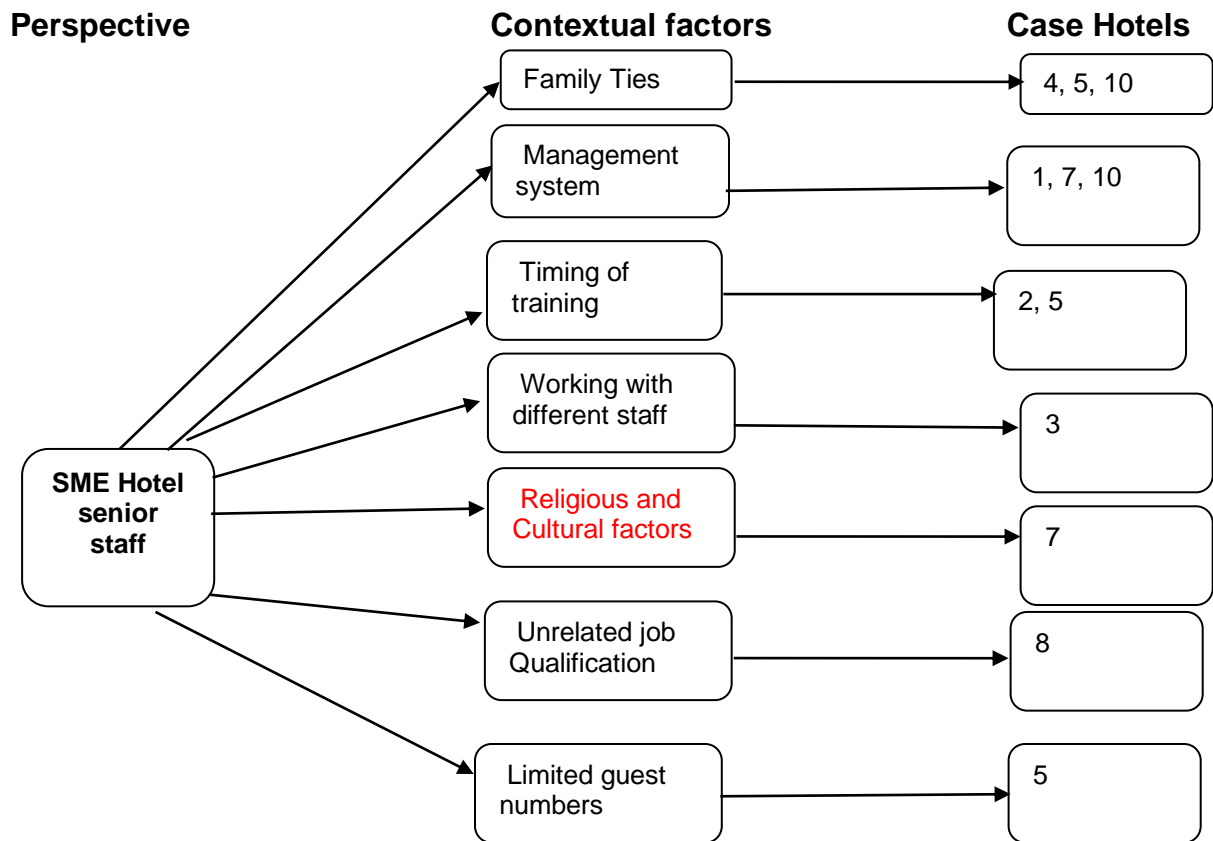 Perspective Contextual factors Case Hotels
Family Ties
4, 5, 10
Management
system
1, 7, 10
Timing of
training
2, 5
Working with
different staff
3
SME Hotel
senior
staff
Religious and
Cultural factors
7
Unrelated job
Qualification
8
Limited guest
numbers
5